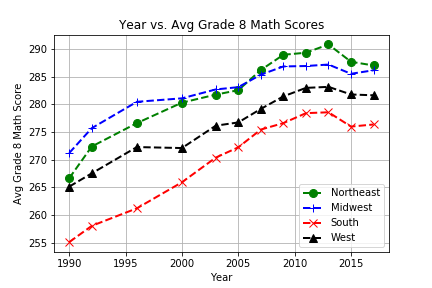 Year vs. Avg Grade 8 Math Scores
Avg Grade 8 Math Score
290
285
280
275
270
265
260
255
1990
1995
2000
2005
2010
2015
Year
Northeast
Midwest
South
West